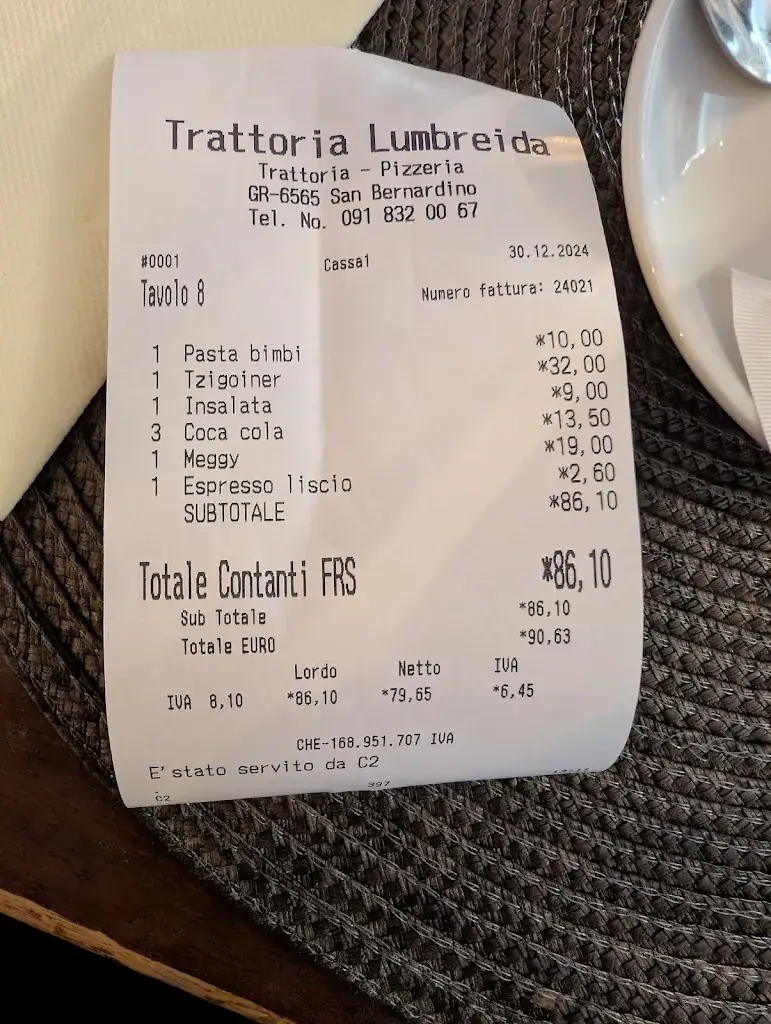 Trattoria Lumbreida
Trattoria - Pizzeria
GR-6565 San Bernardino
Tel. No. 091 832 00 67
#0001 Cassa1 30.12.2024
Tavolo 8 Numero fattura: 24021
1 Pasta bimbi *10,00
1 Tzigoiner *32,00
1 Insalata *9,00
3 Coca cola *13,50
1 Meggy *19,00
1 Espresso liscio *2,60
SUBTOTALE *86,10
Totale Contanti FRS *86,10
Sub Totale *86,10
Totale EURO *90,63
Lordo Netto IVA
IVA 8,10 *86,10 *79,65 *6,45
CHE-168.951.707 IVA
E' stato servito da C2
C2 397